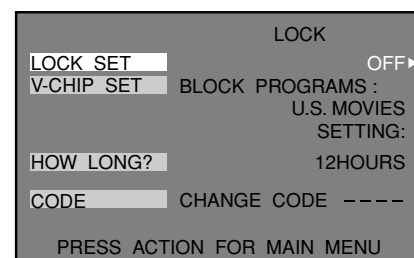 LOCK
LOCK SET OFF▶
V-CHIP SET BLOCK PROGRAMS :
U.S. MOVIES
SETTING:
HOW LONG? 12HOURS
CODE CHANGE CODE – – – –
PRESS ACTION FOR MAIN MENU